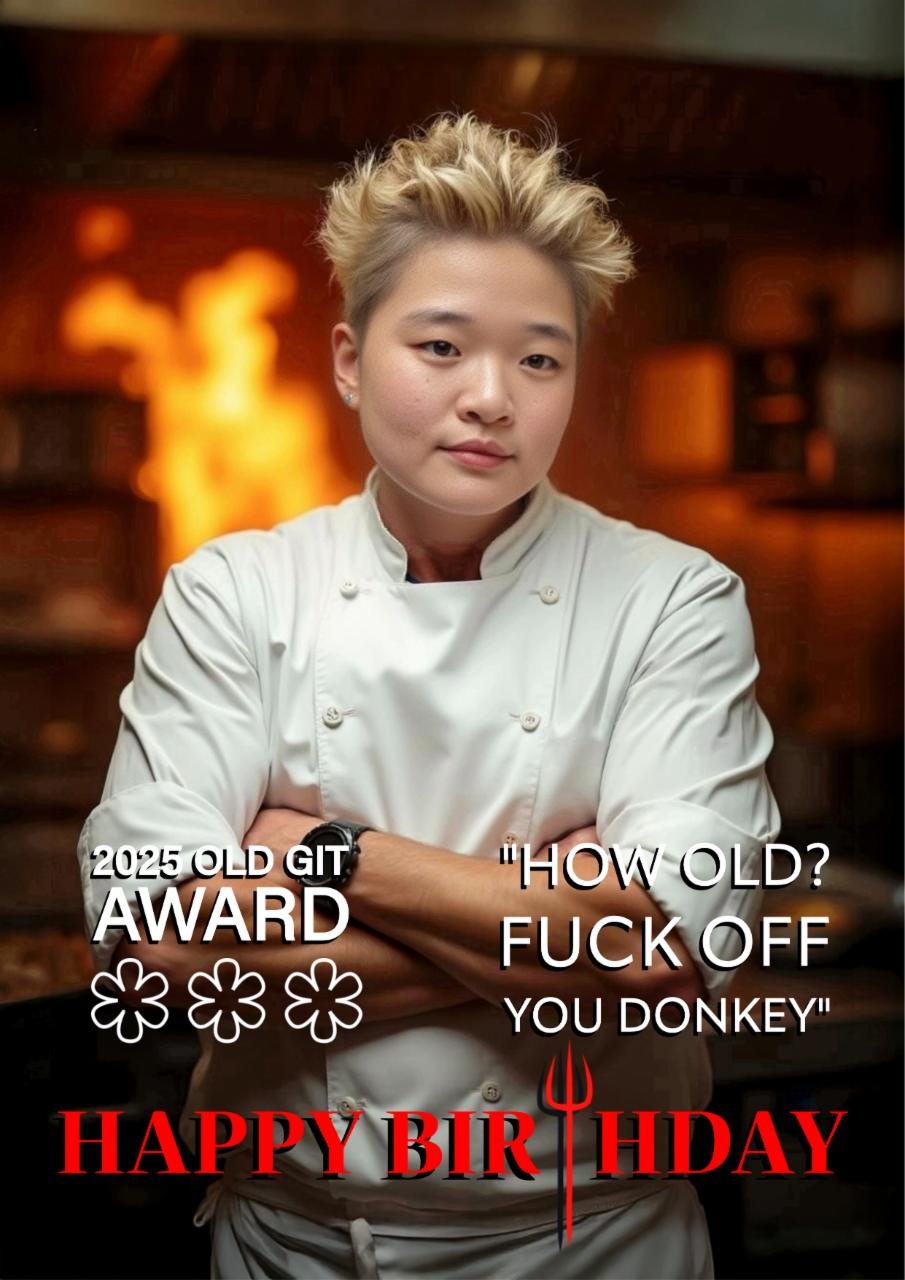 2025 OLD GIT
AWARD
"HOW OLD?
FUCK OFF
YOU DONKEY"
HAPPY BIRTHDAY